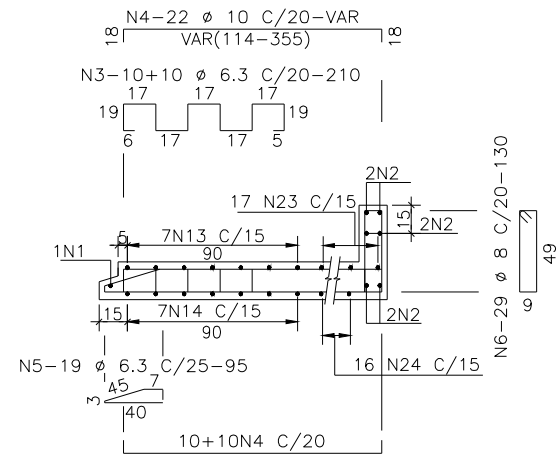 N4-22 ø 10 C/20-VAR
18 VAR(114-355) 18
N3-10+10 ø 6.3 C/20-210
17 17 17
19 19
6 17 17 5
2N2
17 N23 C/15
15
2N2
N6-29 ø 8 C/20-130
49
9
5
7N13 C/15
90
1N1
15
7N14 C/15
90
2N2
N5-19 ø 6.3 C/25-95
16 N24 C/15
45 7
3
40
10+10N4 C/20